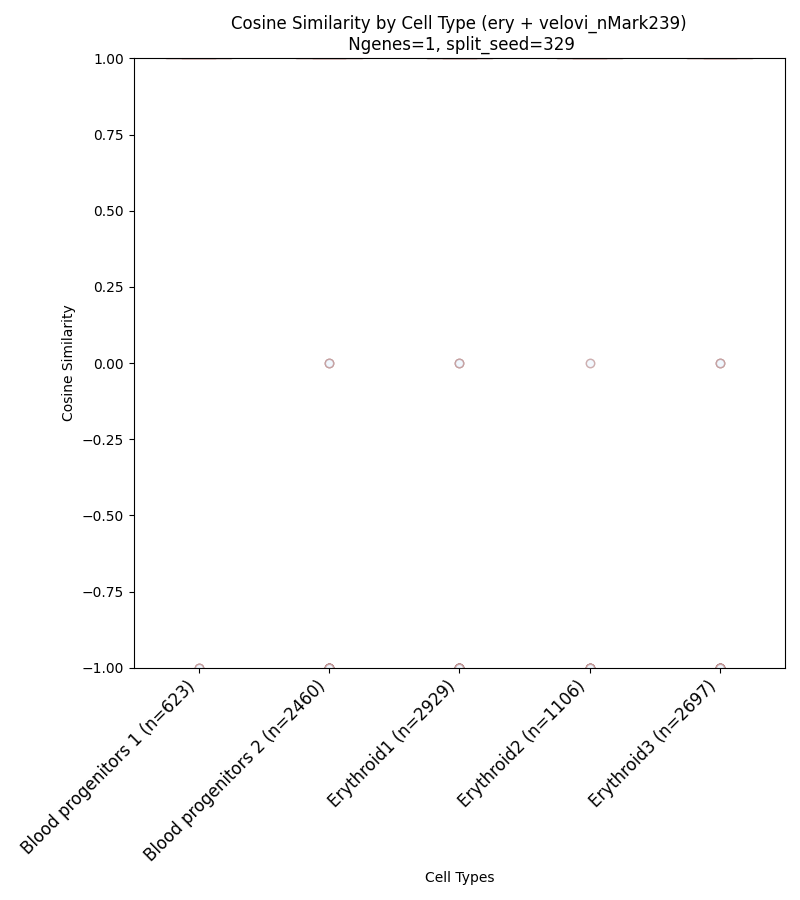 Cosine Similarity by Cell Type (ery + velovi_nMark239)
Ngenes=1, split_seed=329
1.00
0.75
0.50
0.25
0.00
−0.25
−0.50
−0.75
−1.00
Cosine Similarity
Blood progenitors 1 (n=623)
Blood progenitors 2 (n=2460)
Erythroid1 (n=2929)
Erythroid2 (n=1106)
Erythroid3 (n=2697)
Cell Types